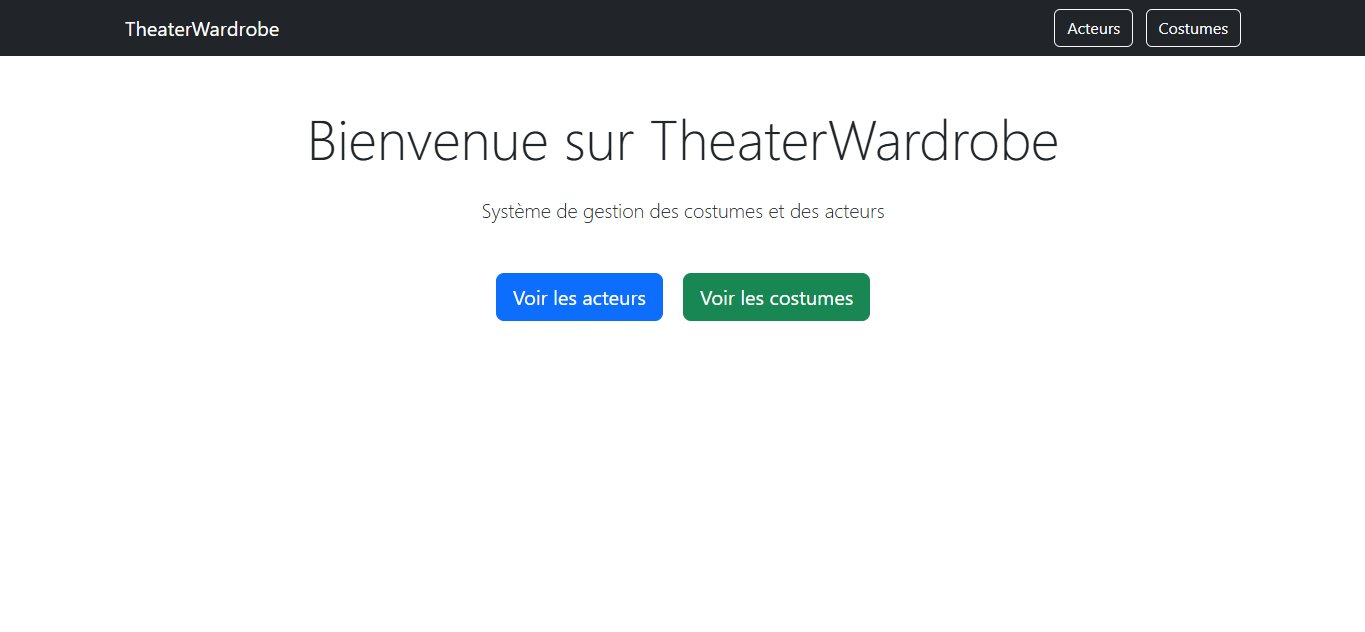 TheaterWardrobe
Acteurs Costumes
Bienvenue sur TheaterWardrobe
Système de gestion des costumes et des acteurs
Voir les acteurs Voir les costumes